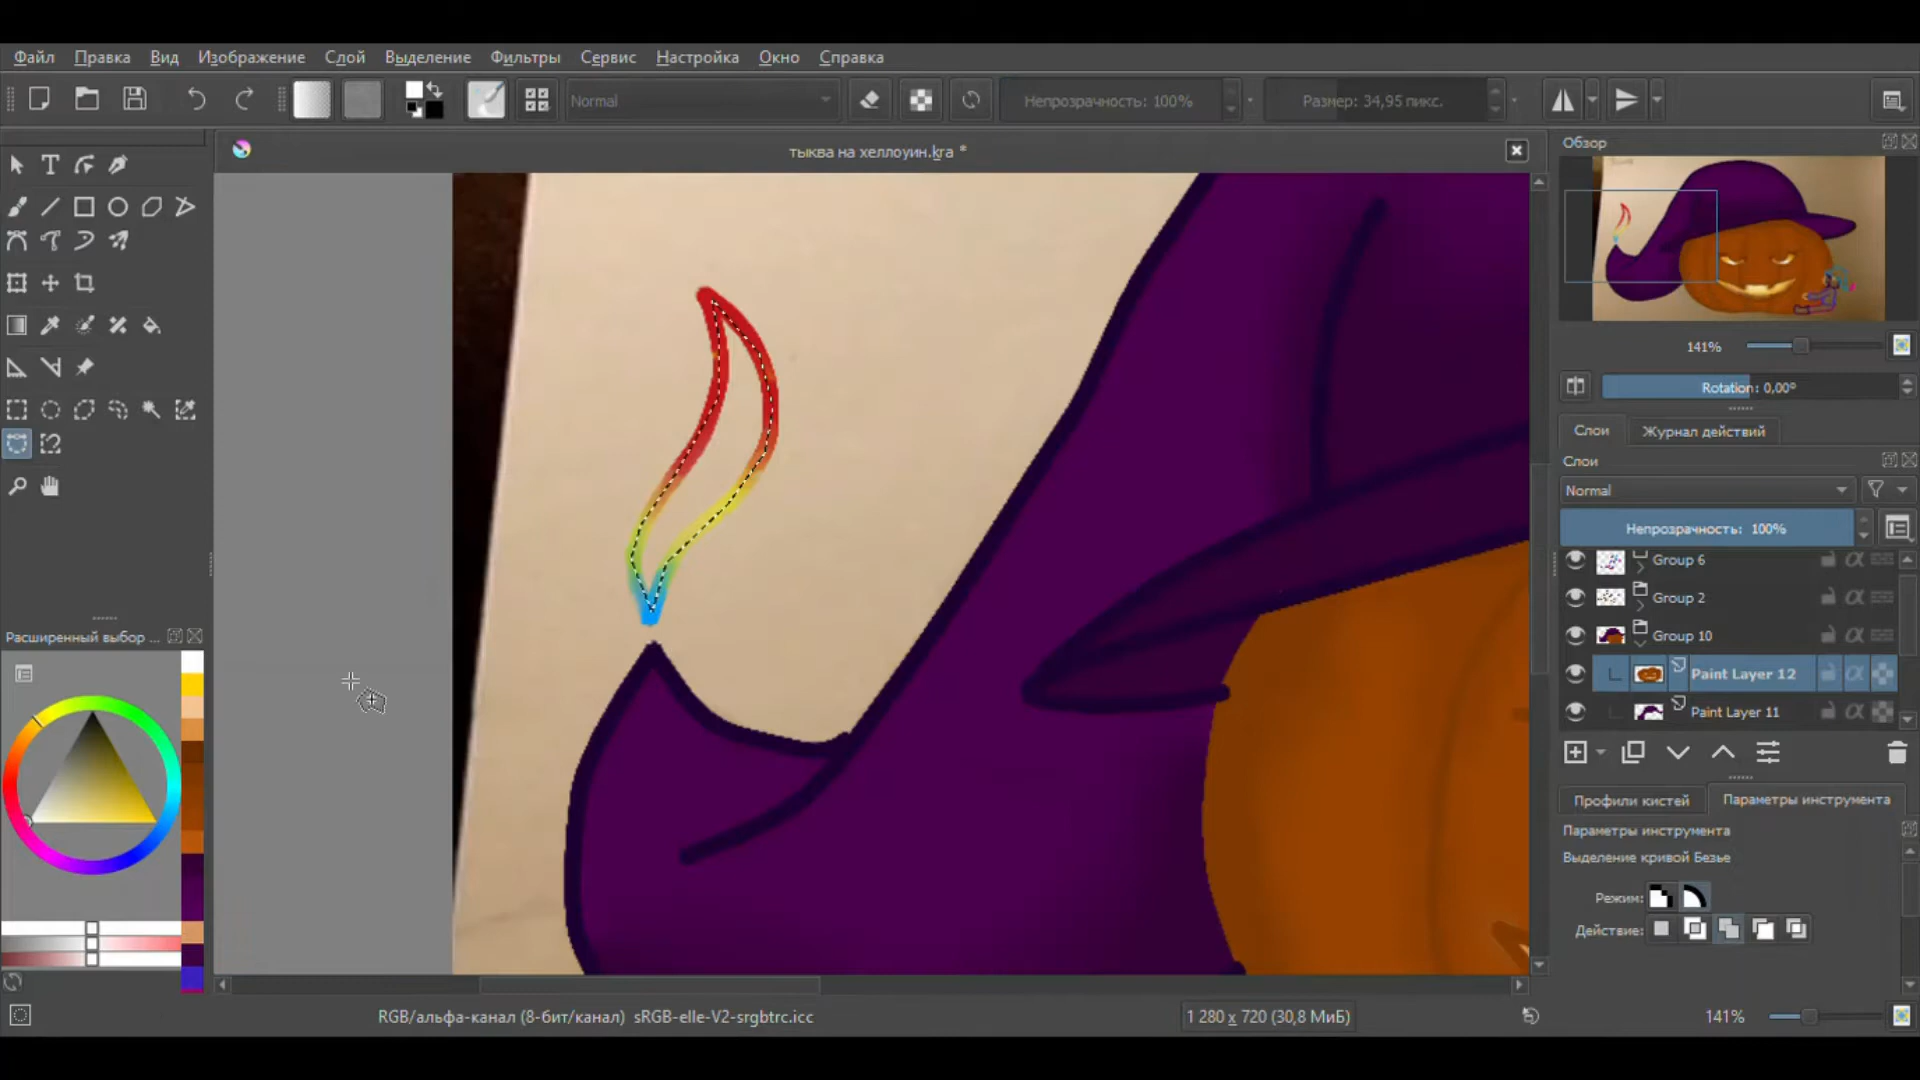 Файл Правка Вид Изображение Слой Выделение Фильтры Сервис Настройка Окно Справка
Normal Непрозрачность: 100% Размер: 34,95 пикс.
тыква на хеллоуин.kra *
Обзор
141%
Rotation: 0,00°
Слои Журнал действий
Слои
Normal
Непрозрачность: 100%
Group 6
Group 2
Group 10
Paint Layer 12
Paint Layer 11
Расширенный выбор ...
Профили кистей Параметры инструмента
Параметры инструмента
Выделение кривой Безье
Режим:
Действие:
RGB/альфа-канал (8-бит/канал) sRGB-elle-V2-srgbtrc.icc 1 280 x 720 (30,8 МиБ) 141%